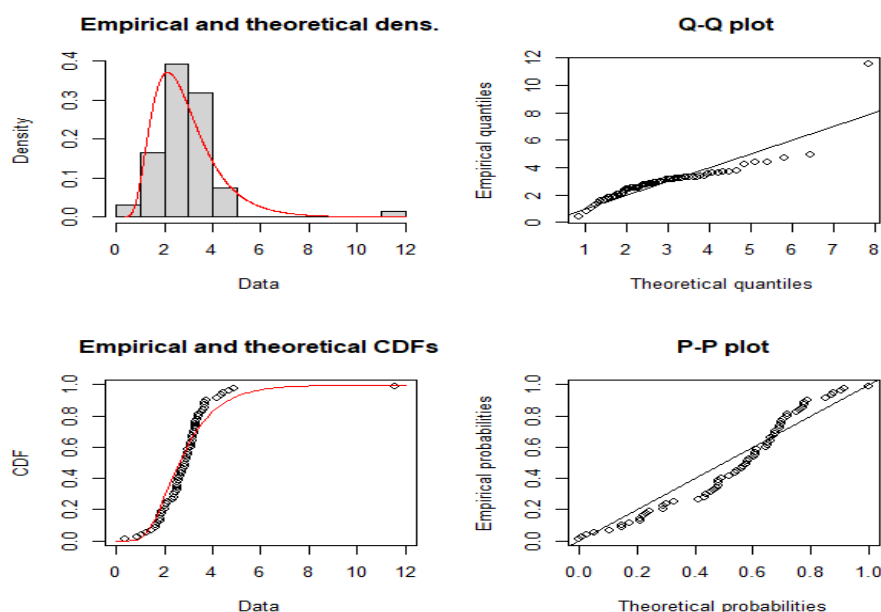 Empirical and theoretical dens.
Density
0.0 0.1 0.2 0.3 0.4
0 2 4 6 8 10 12
Data
Q-Q plot
Empirical quantiles
0 2 4 6 8 10 12
1 2 3 4 5 6 7 8
Theoretical quantiles
Empirical and theoretical CDFs
CDF
0.0 0.2 0.4 0.6 0.8 1.0
0 2 4 6 8 10 12
Data
P-P plot
Empirical probabilities
0.0 0.2 0.4 0.6 0.8 1.0
0.0 0.2 0.4 0.6 0.8 1.0
Theoretical probabilities